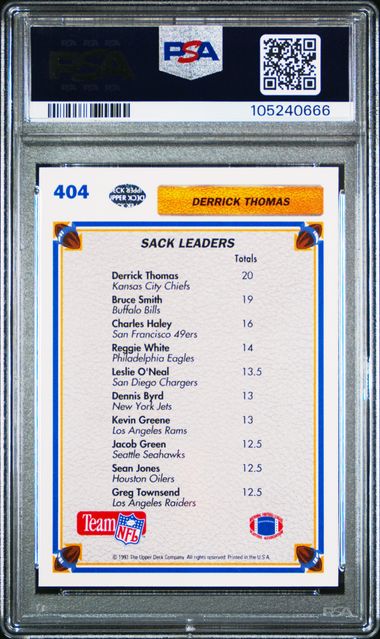 PSA
PSA
105240666
404
UPPER DECK
DERRICK THOMAS
SACK LEADERS
Totals
Derrick Thomas 20
Kansas City Chiefs
Bruce Smith 19
Buffalo Bills
Charles Haley 16
San Francisco 49ers
Reggie White 14
Philadelphia Eagles
Leslie O'Neal 13.5
San Diego Chargers
Dennis Byrd 13
New York Jets
Kevin Greene 13
Los Angeles Rams
Jacob Green 12.5
Seattle Seahawks
Sean Jones 12.5
Houston Oilers
Greg Townsend 12.5
Los Angeles Raiders
Team NFL
© 1991 The Upper Deck Company. All rights reserved. Printed in the U.S.A.
PSA